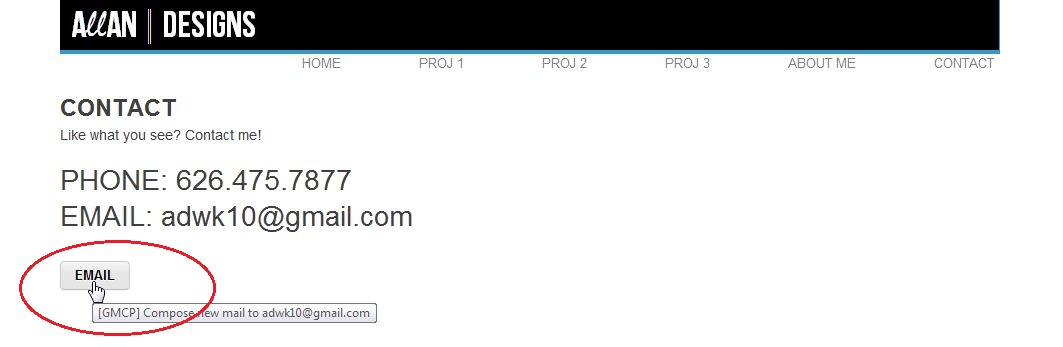 AllAN | DESIGNS
HOME PROJ 1 PROJ 2 PROJ 3 ABOUT ME CONTACT
CONTACT
Like what you see? Contact me!
PHONE: 626.475.7877
EMAIL: adwk10@gmail.com
EMAIL
[GMCP] Compose new mail to adwk10@gmail.com